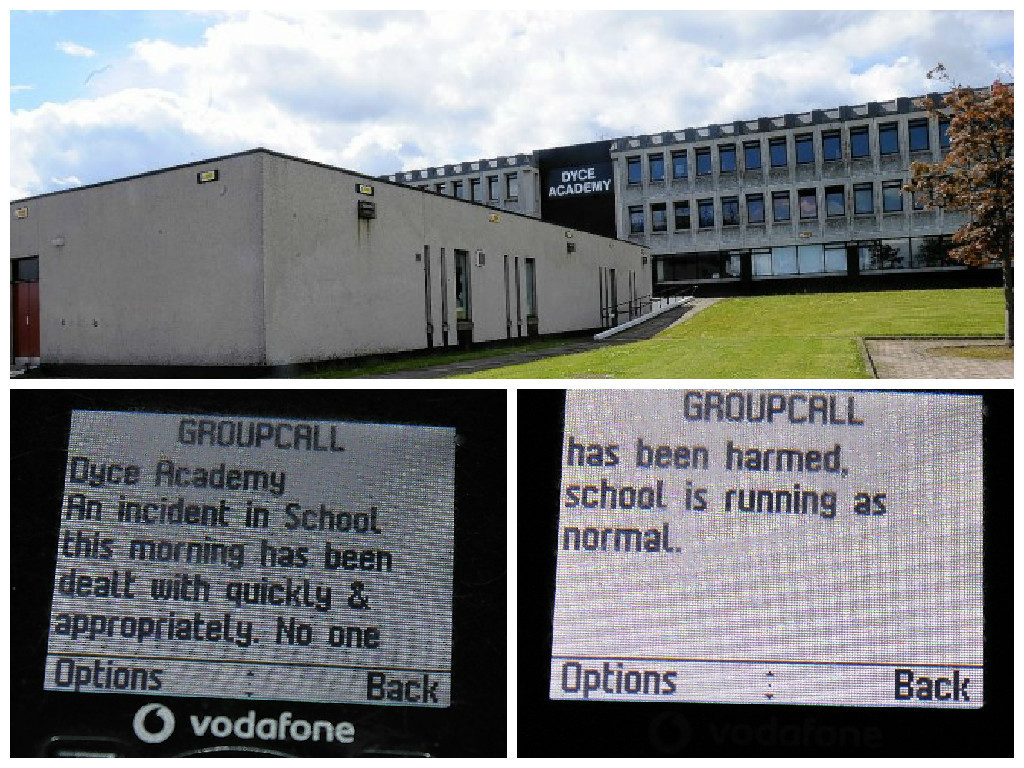 DYCE
ACADEMY
GROUPCALL
Dyce Academy
An incident in School
this morning has been
dealt with quickly &
appropriately. No one
Options
Back
vodafone
GROUPCALL
has been harmed,
school is running as
normal.
Options
Back
vodafone